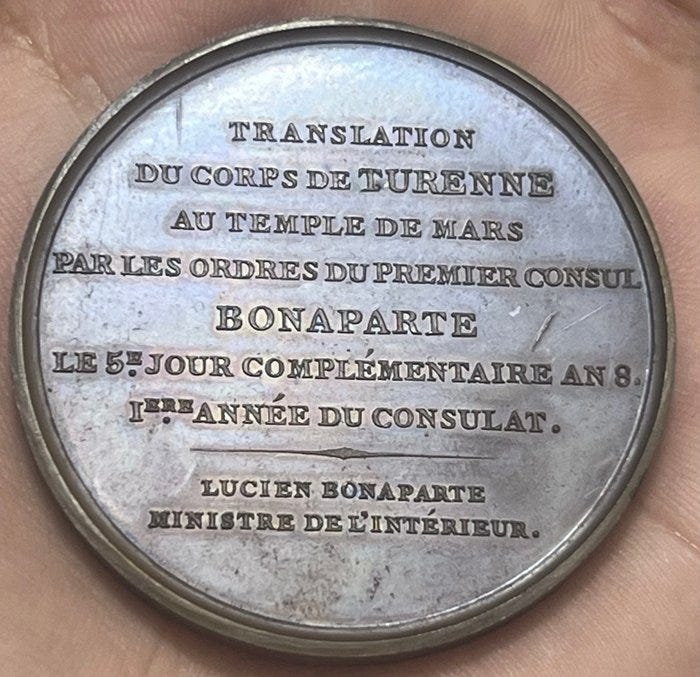 TRANSLATION
DU CORPS DE TURENNE
AU TEMPLE DE MARS
PAR LES ORDRES DU PREMIER CONSUL
BONAPARTE
LE 5.E JOUR COMPLÉMENTAIRE AN 8.
I.ERE ANNÉE DU CONSULAT.
LUCIEN BONAPARTE
MINISTRE DE L'INTÉRIEUR.